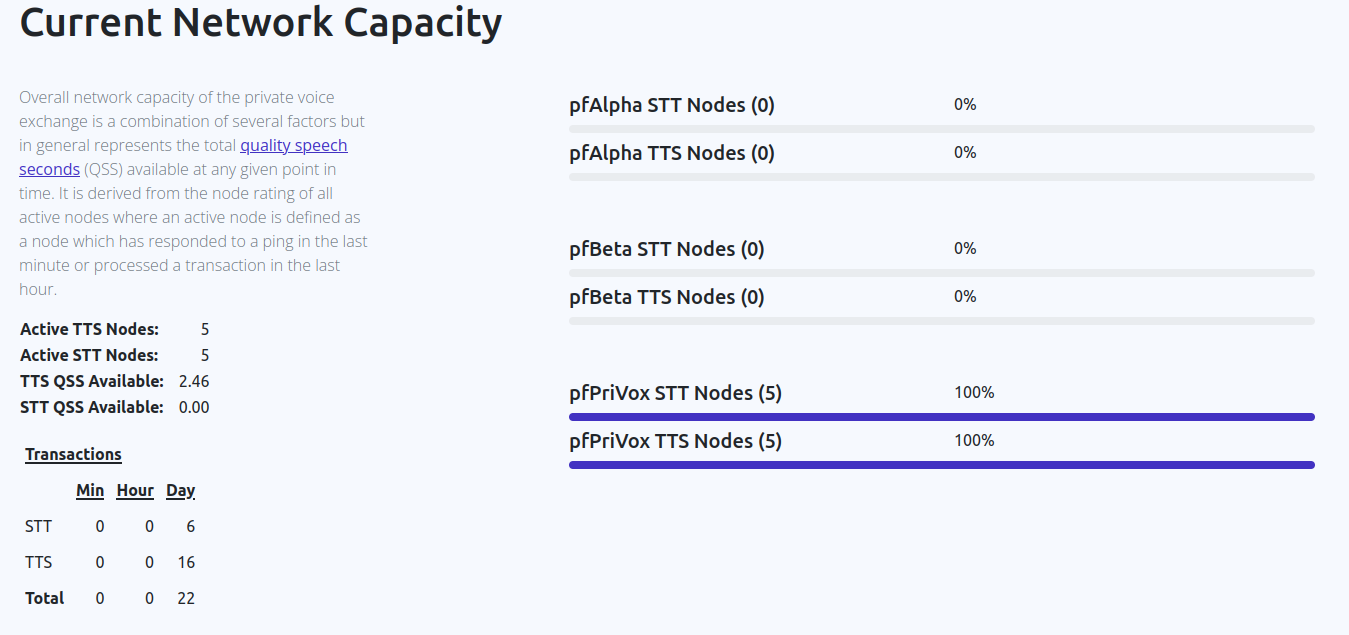 Current Network Capacity
Overall network capacity of the private voice
exchange is a combination of several factors but
in general represents the total quality speech
seconds (QSS) available at any given point in
time. It is derived from the node rating of all
active nodes where an active node is defined as
a node which has responded to a ping in the last
minute or processed a transaction in the last
hour.
Active TTS Nodes: 5
Active STT Nodes: 5
TTS QSS Available: 2.46
STT QSS Available: 0.00
Transactions
Min Hour Day
STT 0 0 6
TTS 0 0 16
Total 0 0 22
pfAlpha STT Nodes (0) 0%
pfAlpha TTS Nodes (0) 0%
pfBeta STT Nodes (0) 0%
pfBeta TTS Nodes (0) 0%
pfPriVox STT Nodes (5) 100%
pfPriVox TTS Nodes (5) 100%